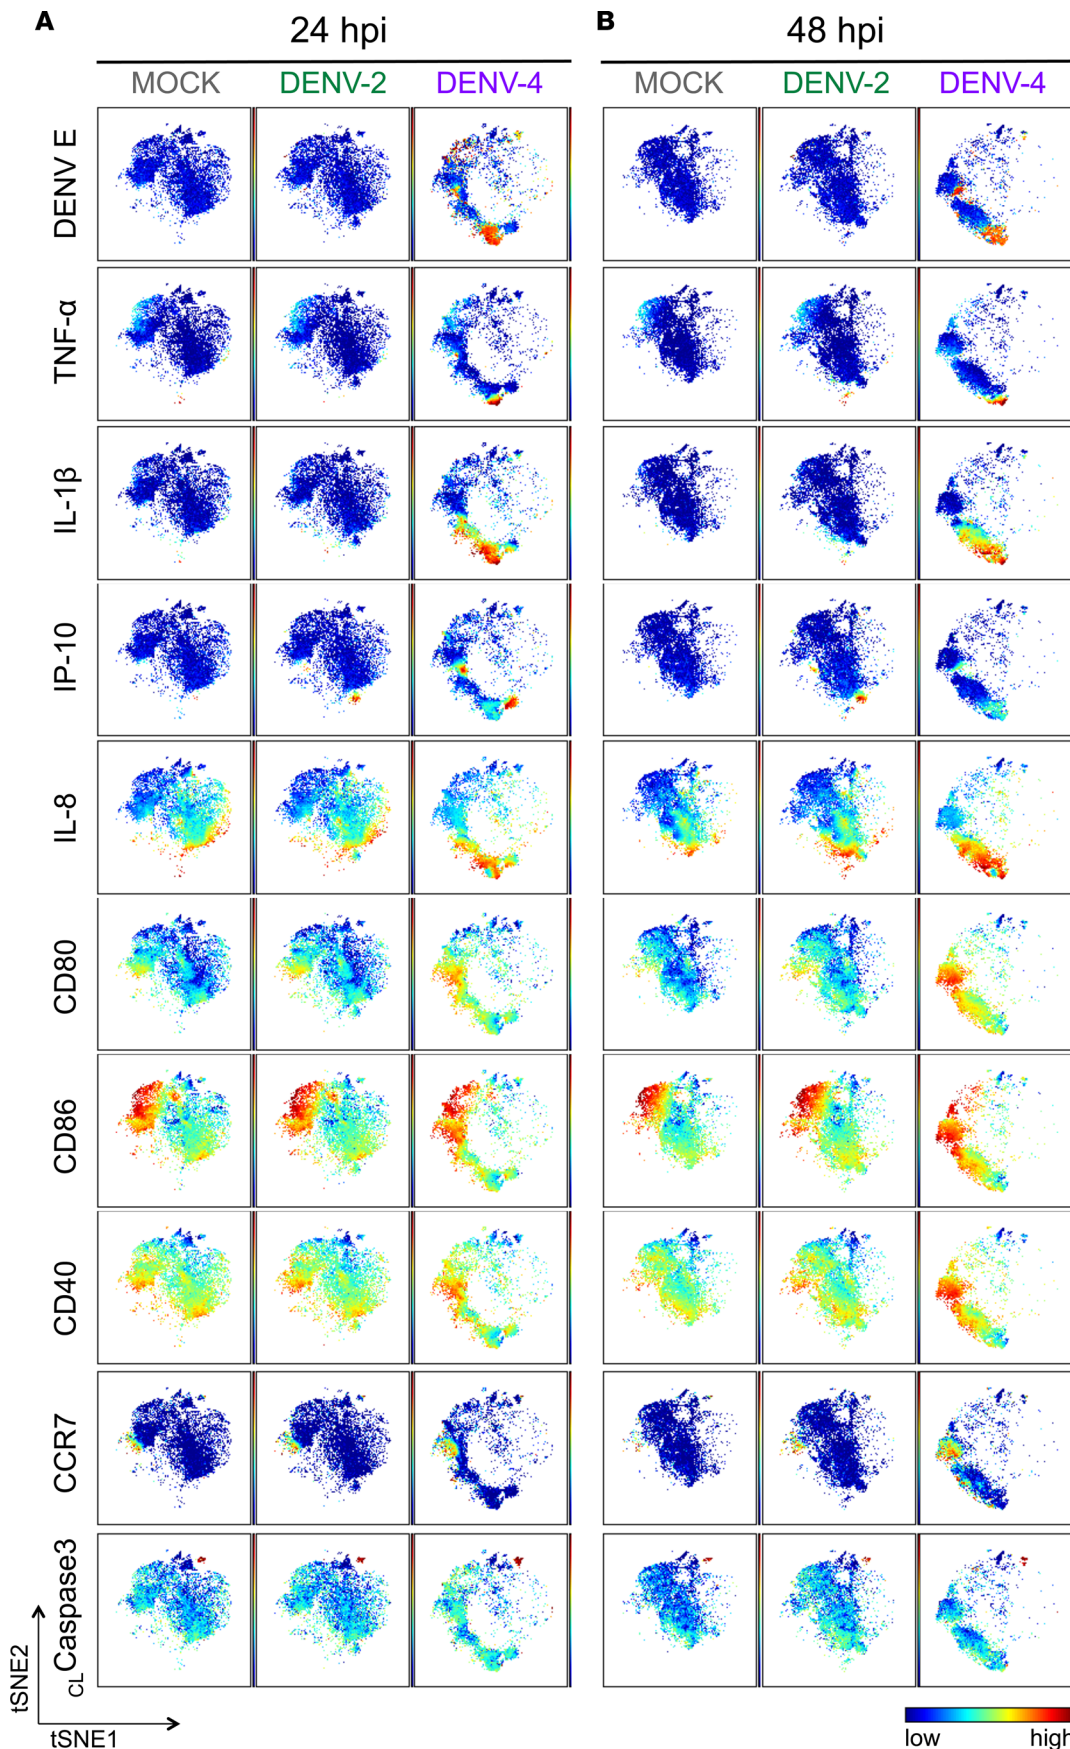 A 24 hpi B 48 hpi
MOCK DENV-2 DENV-4 MOCK DENV-2 DENV-4
DENV E
TNF-α
IL-1β
IP-10
IL-8
CD80
CD86
CD40
CCR7
CLCaspase3
tSNE2
tSNE1
low high